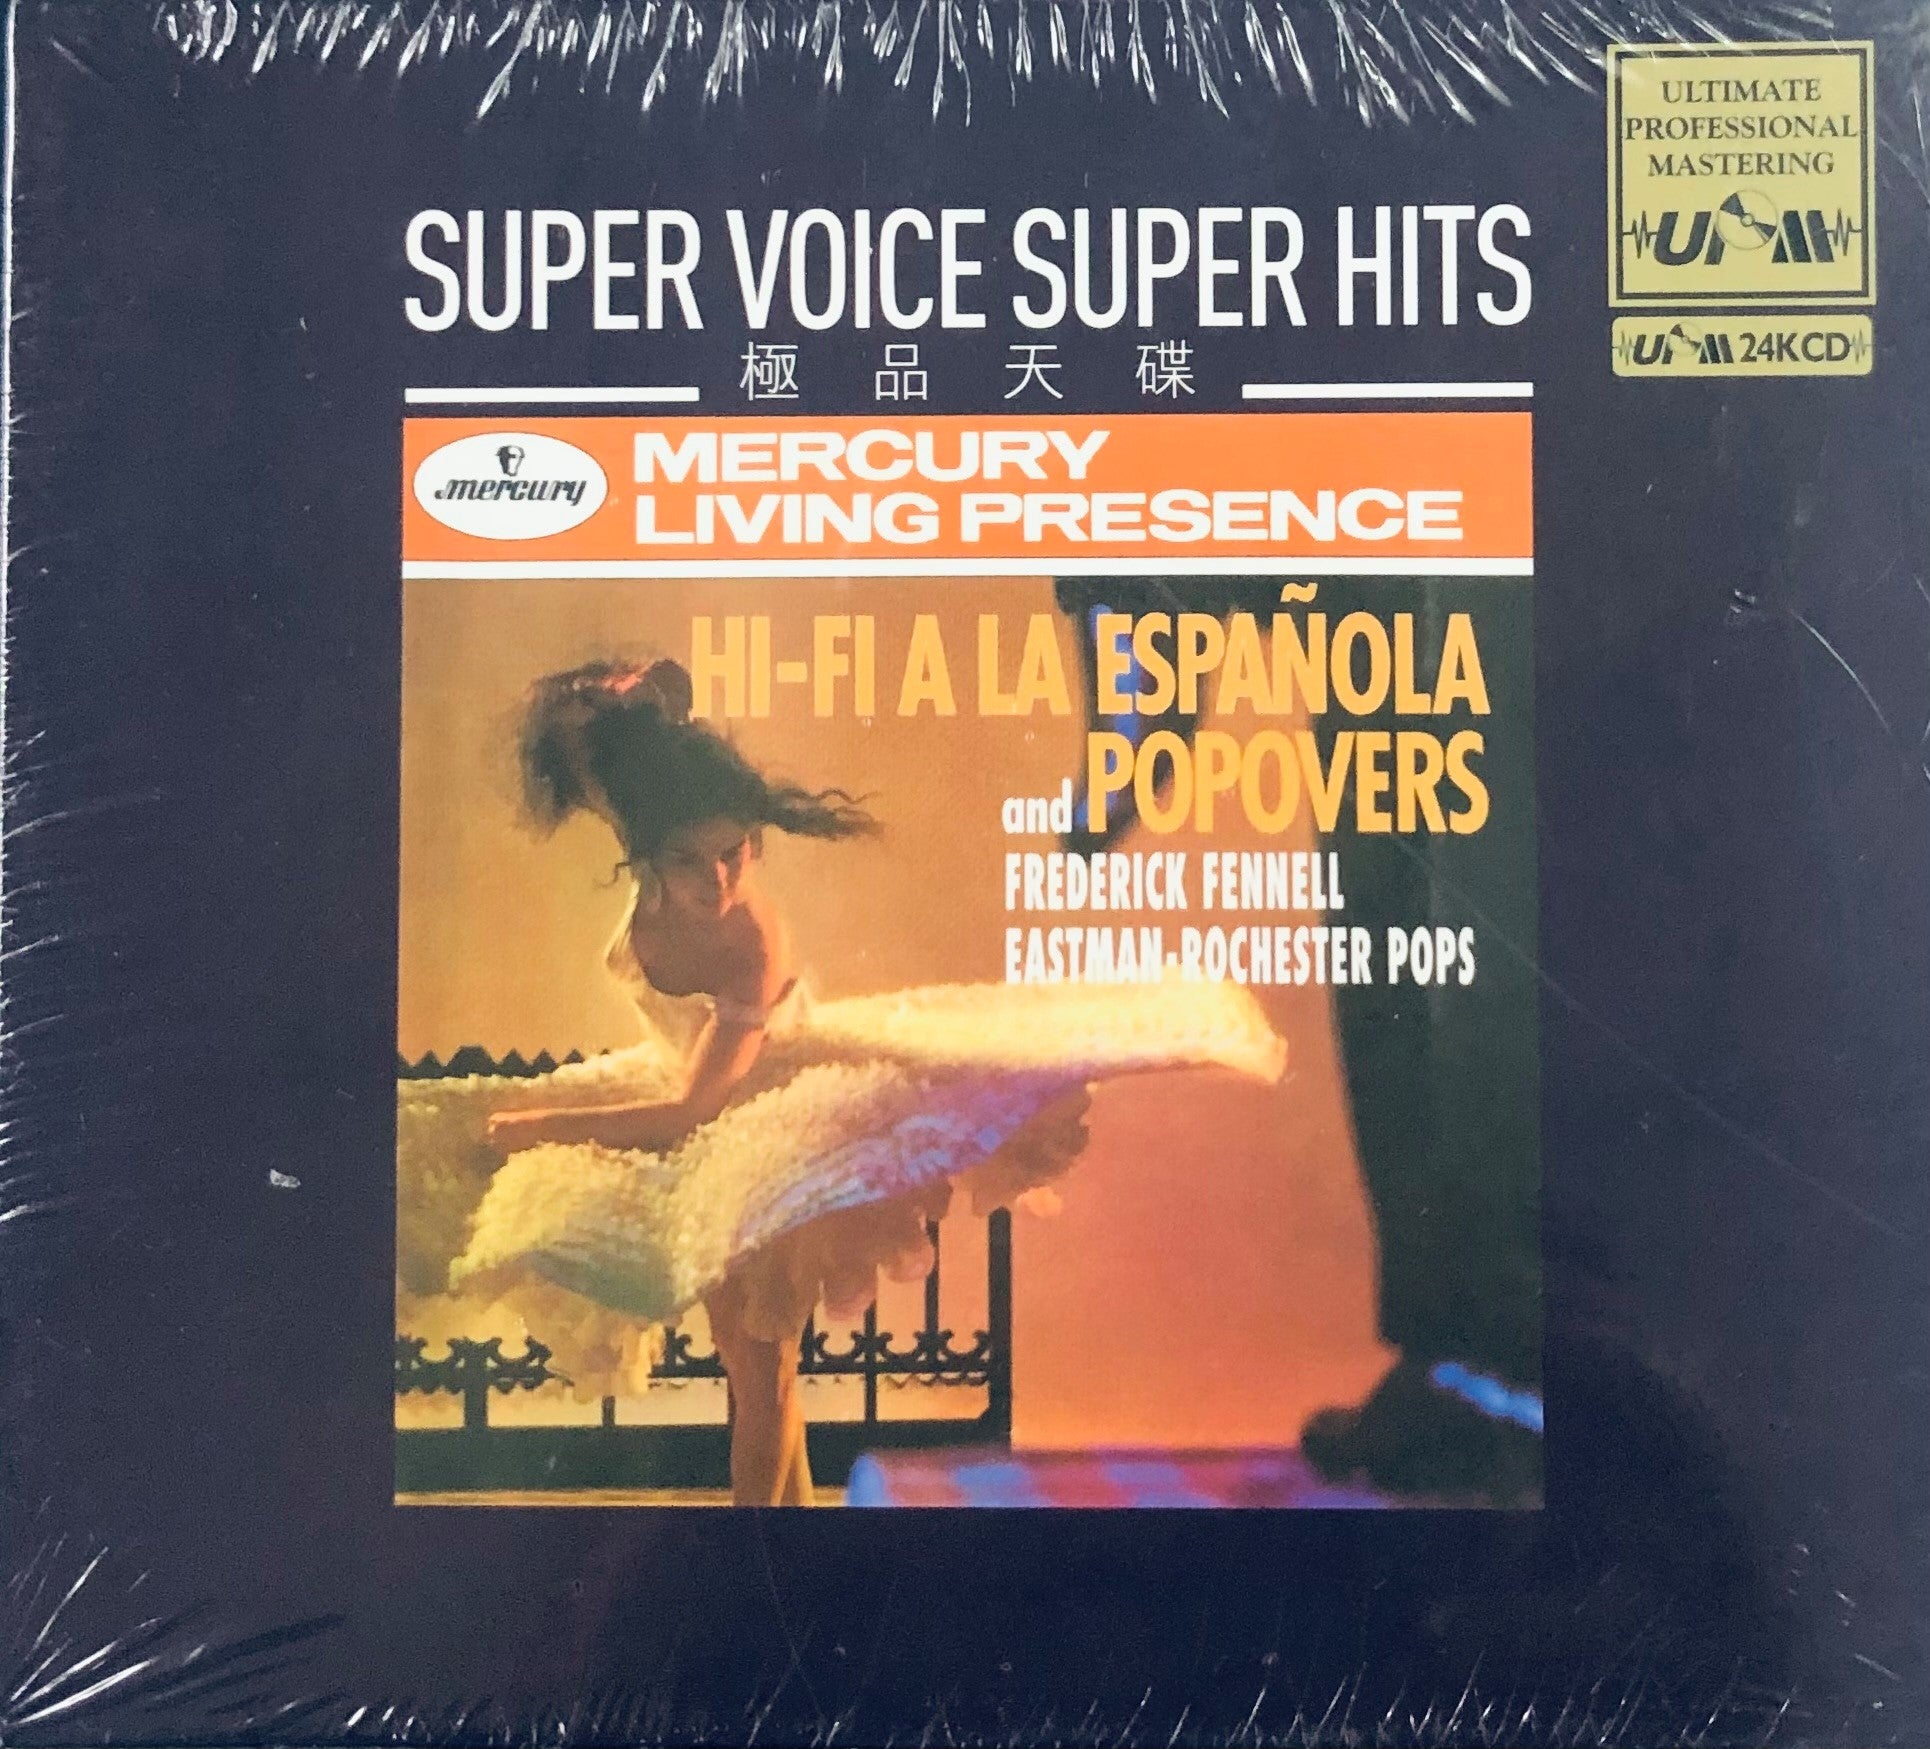 ULTIMATE
PROFESSIONAL
MASTERING
UPM
UPM 24K CD
SUPER VOICE SUPER HITS
極品天碟
mercury
MERCURY
LIVING PRESENCE
HI-FI A LA ESPAÑOLA
and POPOVERS
FREDERICK FENNELL
EASTMAN-ROCHESTER POPS